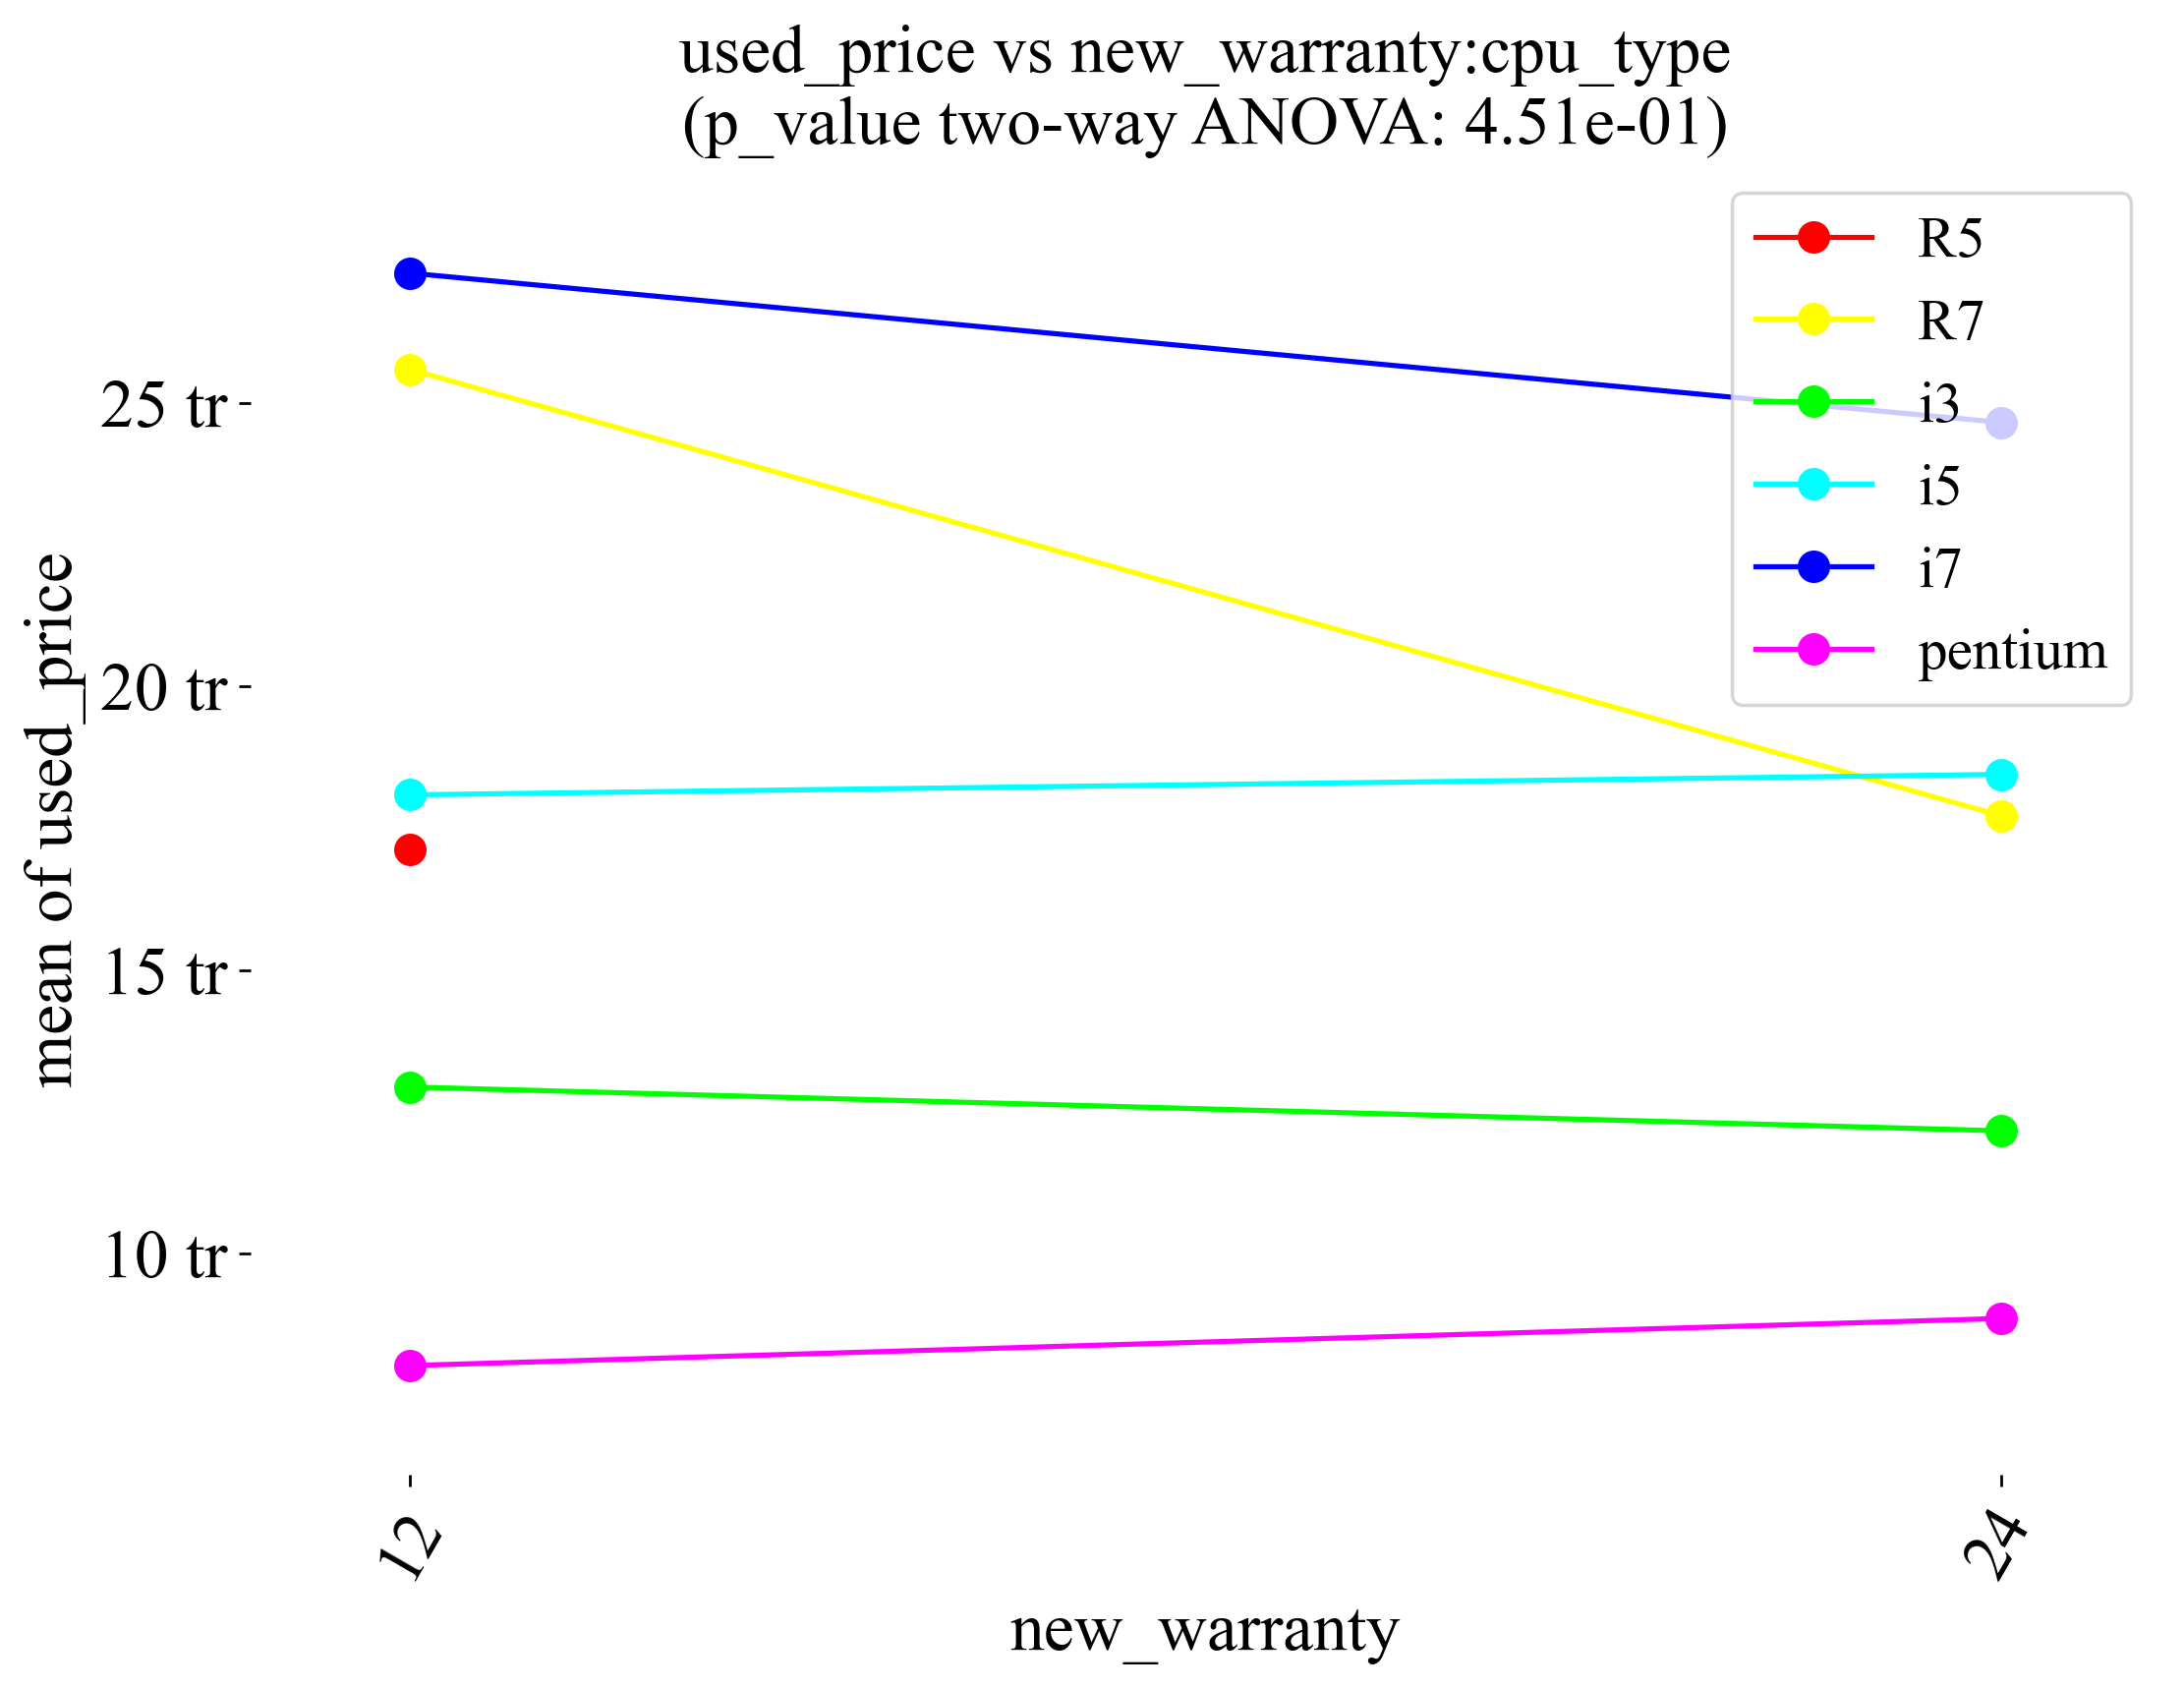 used_price vs new_warranty:cpu_type
(p_value two-way ANOVA: 4.51e-01)
R5
R7
i3
i5
i7
pentium
mean of used_price
25 tr
20 tr
15 tr
10 tr
12
24
new_warranty